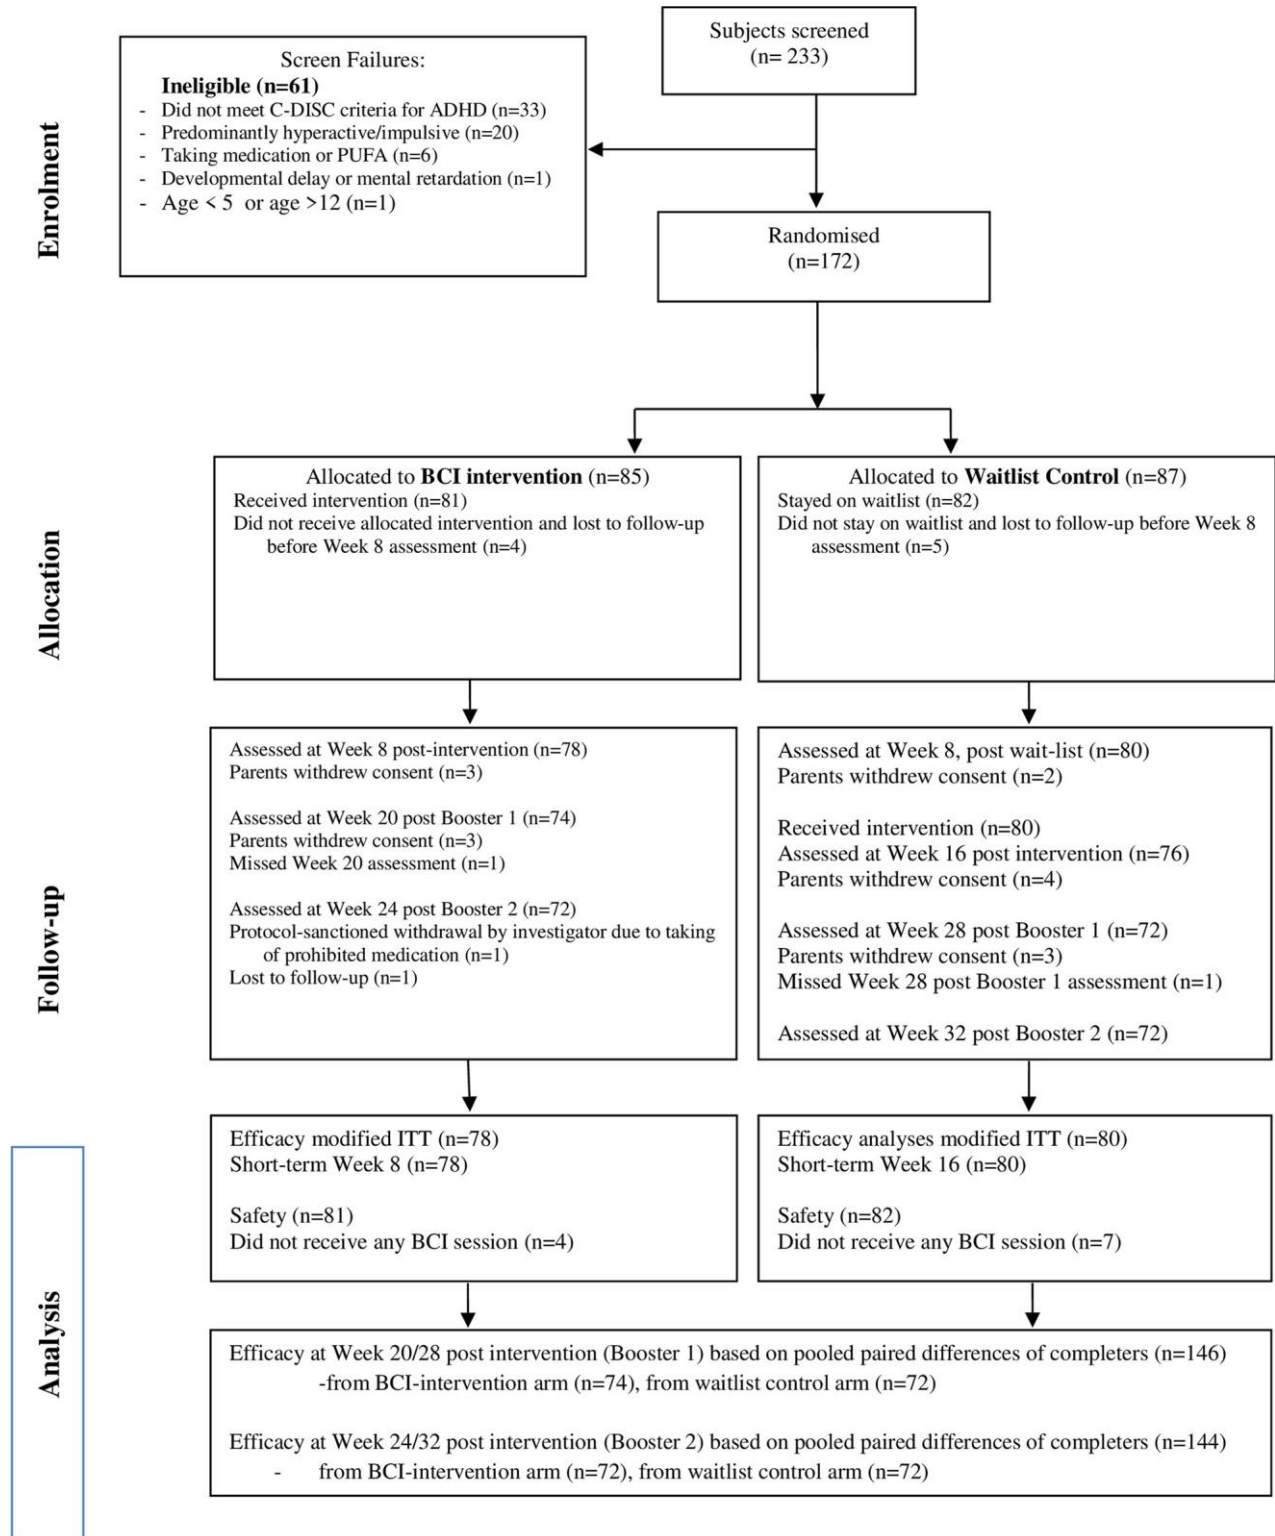 Subjects screened
(n= 233)
Screen Failures:
Ineligible (n=61)
- Did not meet C-DISC criteria for ADHD (n=33)
- Predominantly hyperactive/impulsive (n=20)
- Taking medication or PUFA (n=6)
- Developmental delay or mental retardation (n=1)
- Age < 5 or age >12 (n=1)
Enrolment
Randomised
(n=172)
Allocation
Allocated to BCI intervention (n=85)
Received intervention (n=81)
Did not receive allocated intervention and lost to follow-up
before Week 8 assessment (n=4)
Allocated to Waitlist Control (n=87)
Stayed on waitlist (n=82)
Did not stay on waitlist and lost to follow-up before Week 8
assessment (n=5)
Follow-up
Assessed at Week 8 post-intervention (n=78)
Parents withdrew consent (n=3)
Assessed at Week 20 post Booster 1 (n=74)
Parents withdrew consent (n=3)
Missed Week 20 assessment (n=1)
Assessed at Week 24 post Booster 2 (n=72)
Protocol-sanctioned withdrawal by investigator due to taking
of prohibited medication (n=1)
Lost to follow-up (n=1)
Assessed at Week 8, post wait-list (n=80)
Parents withdrew consent (n=2)
Received intervention (n=80)
Assessed at Week 16 post intervention (n=76)
Parents withdrew consent (n=4)
Assessed at Week 28 post Booster 1 (n=72)
Parents withdrew consent (n=3)
Missed Week 28 post Booster 1 assessment (n=1)
Assessed at Week 32 post Booster 2 (n=72)
Analysis
Efficacy modified ITT (n=78)
Short-term Week 8 (n=78)
Safety (n=81)
Did not receive any BCI session (n=4)
Efficacy analyses modified ITT (n=80)
Short-term Week 16 (n=80)
Safety (n=82)
Did not receive any BCI session (n=7)
Efficacy at Week 20/28 post intervention (Booster 1) based on pooled paired differences of completers (n=146)
-from BCI-intervention arm (n=74), from waitlist control arm (n=72)
Efficacy at Week 24/32 post intervention (Booster 2) based on pooled paired differences of completers (n=144)
- from BCI-intervention arm (n=72), from waitlist control arm (n=72)